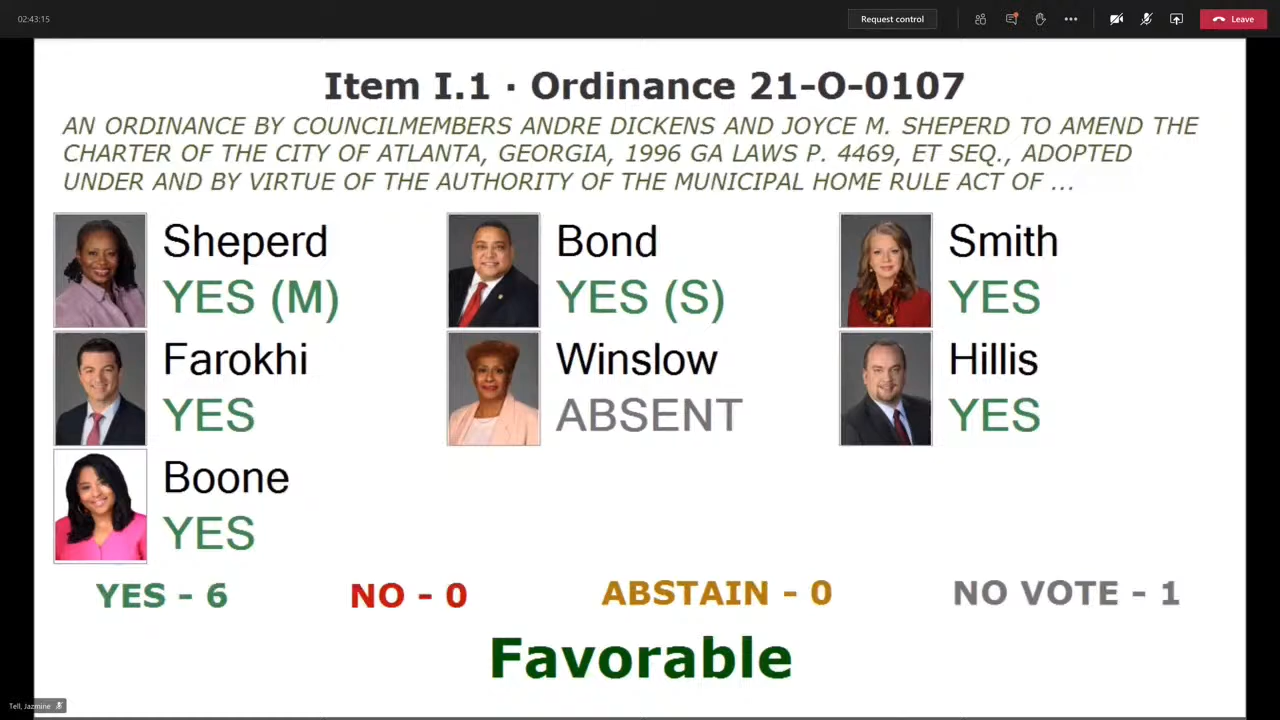 02:43:15
Request control
Leave
Item I.1 · Ordinance 21-O-0107
AN ORDINANCE BY COUNCILMEMBERS ANDRE DICKENS AND JOYCE M. SHEPERD TO AMEND THE
CHARTER OF THE CITY OF ATLANTA, GEORGIA, 1996 GA LAWS P. 4469, ET SEQ., ADOPTED
UNDER AND BY VIRTUE OF THE AUTHORITY OF THE MUNICIPAL HOME RULE ACT OF ...
Sheperd
YES (M)
Bond
YES (S)
Smith
YES
Farokhi
YES
Winslow
ABSENT
Hillis
YES
Boone
YES
YES - 6
NO - 0
ABSTAIN - 0
NO VOTE - 1
Favorable
Tell, Jazmine